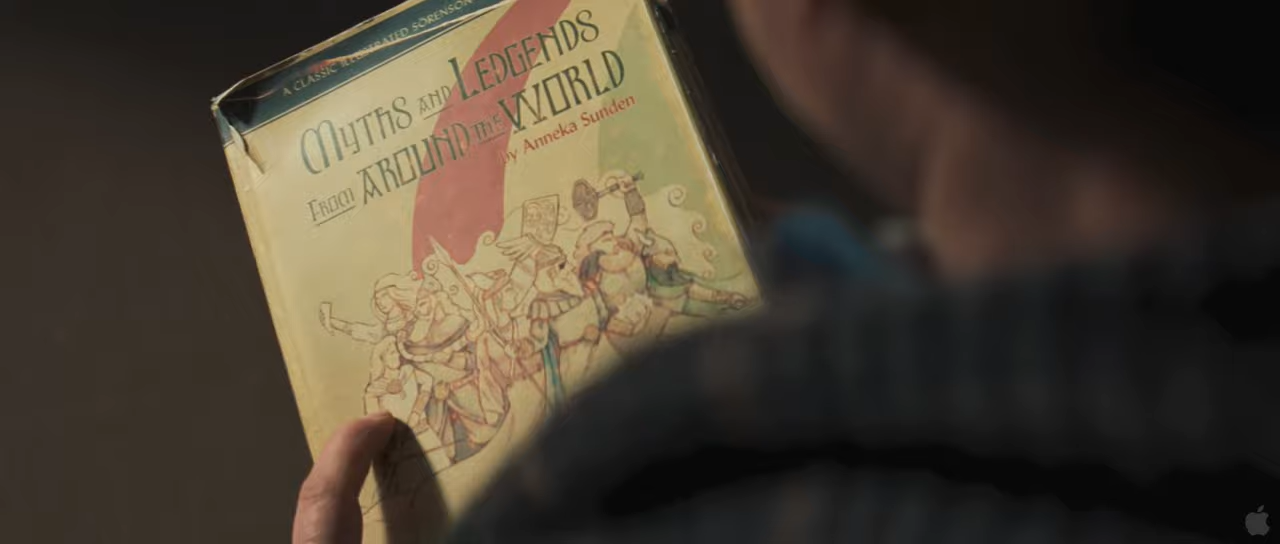 A CLASSIC ILLUSTRATED SORENSON
MYTHS AND LEDGENDS
FROM AROUND THE WORLD
by Anneka Sunden